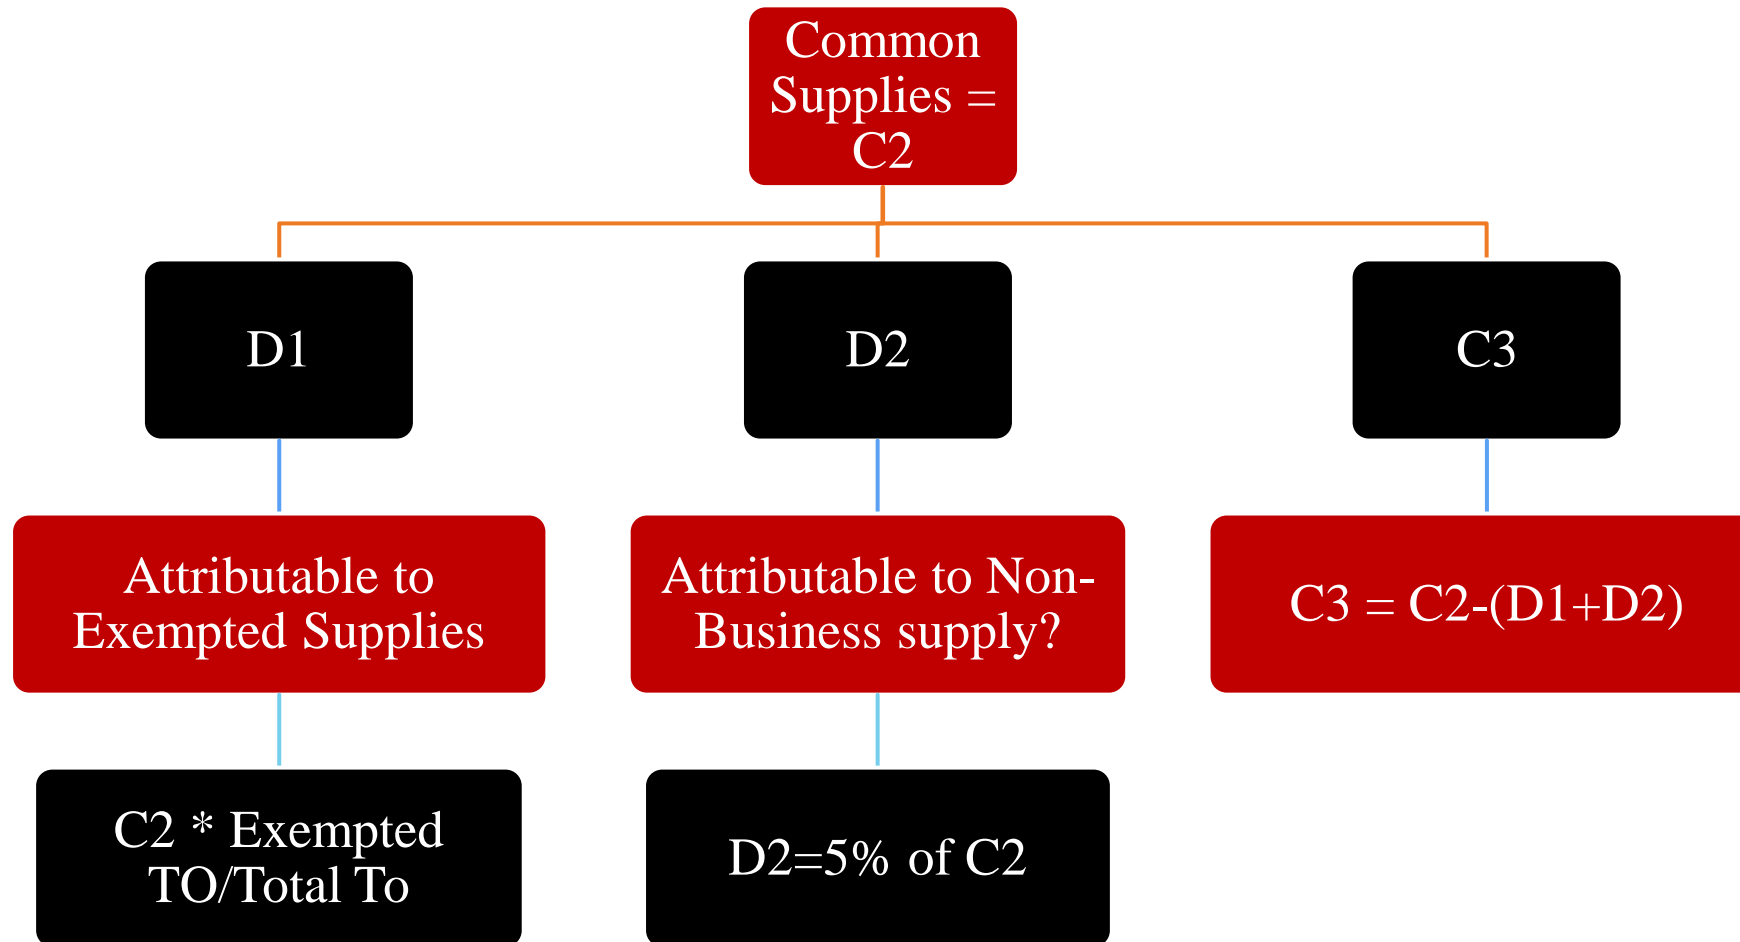 Common
Supplies =
C2
D1
D2
C3
Attributable to
Exempted Supplies
Attributable to Non-
Business supply?
C3 = C2-(D1+D2)
C2 * Exempted
TO/Total To
D2=5% of C2